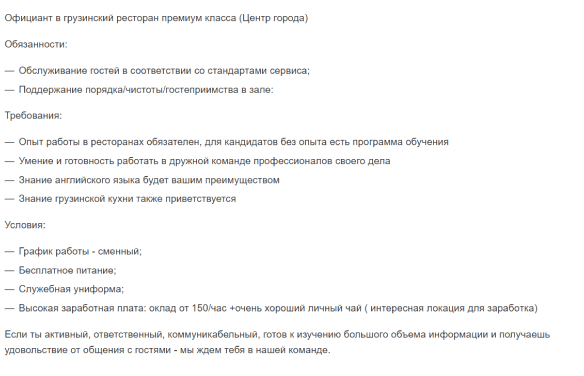 Официант в грузинский ресторан премиум класса (Центр города)
Обязанности:
— Обслуживание гостей в соответствии со стандартами сервиса;
— Поддержание порядка/чистоты/гостеприимства в зале:
Требования:
— Опыт работы в ресторанах обязателен, для кандидатов без опыта есть программа обучения
— Умение и готовность работать в дружной команде профессионалов своего дела
— Знание английского языка будет вашим преимуществом
— Знание грузинской кухни также приветствуется
Условия:
— График работы - сменный;
— Бесплатное питание;
— Служебная униформа;
— Высокая заработная плата: оклад от 150/час +очень хороший личный чай ( интересная локация для заработка)
Если ты активный, ответственный, коммуникабельный, готов к изучению большого объема информации и получаешь
удовольствие от общения с гостями - мы ждем тебя в нашей команде.